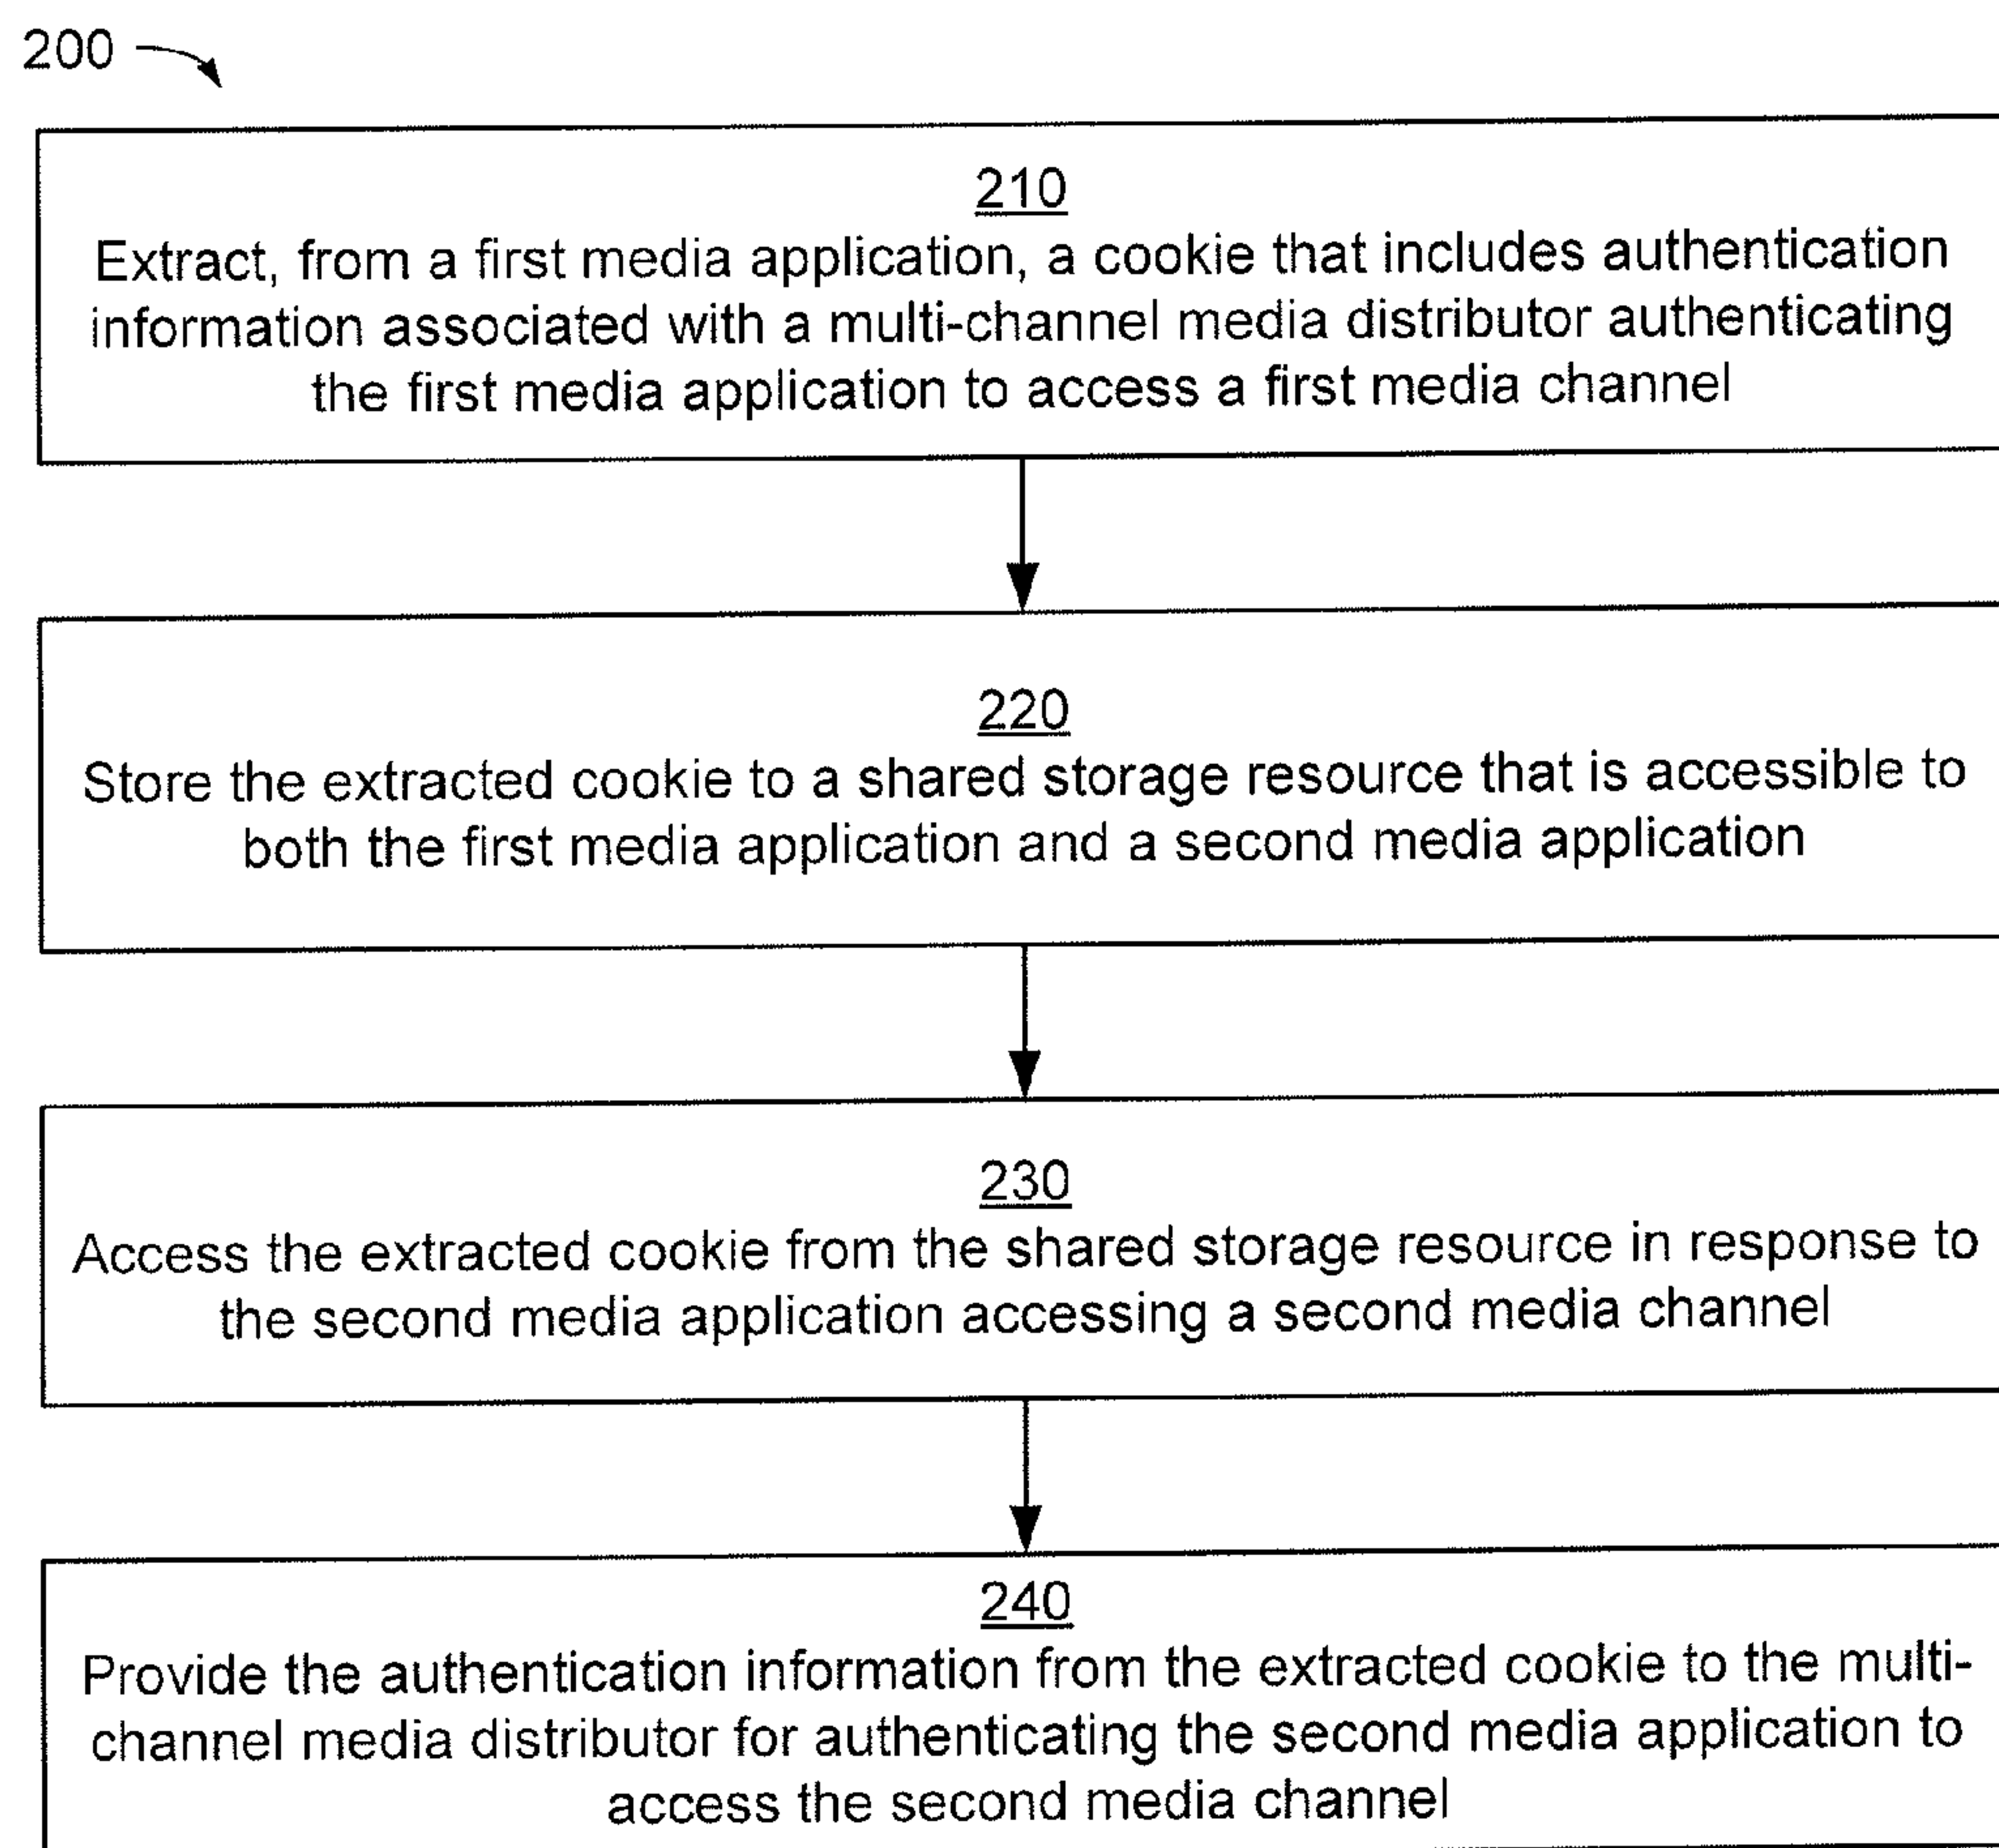 200
210
Extract, from a first media application, a cookie that includes authentication
information associated with a multi-channel media distributor authenticating
the first media application to access a first media channel
220
Store the extracted cookie to a shared storage resource that is accessible to
both the first media application and a second media application
230
Access the extracted cookie from the shared storage resource in response to
the second media application accessing a second media channel
240
Provide the authentication information from the extracted cookie to the multi-
channel media distributor for authenticating the second media application to
access the second media channel